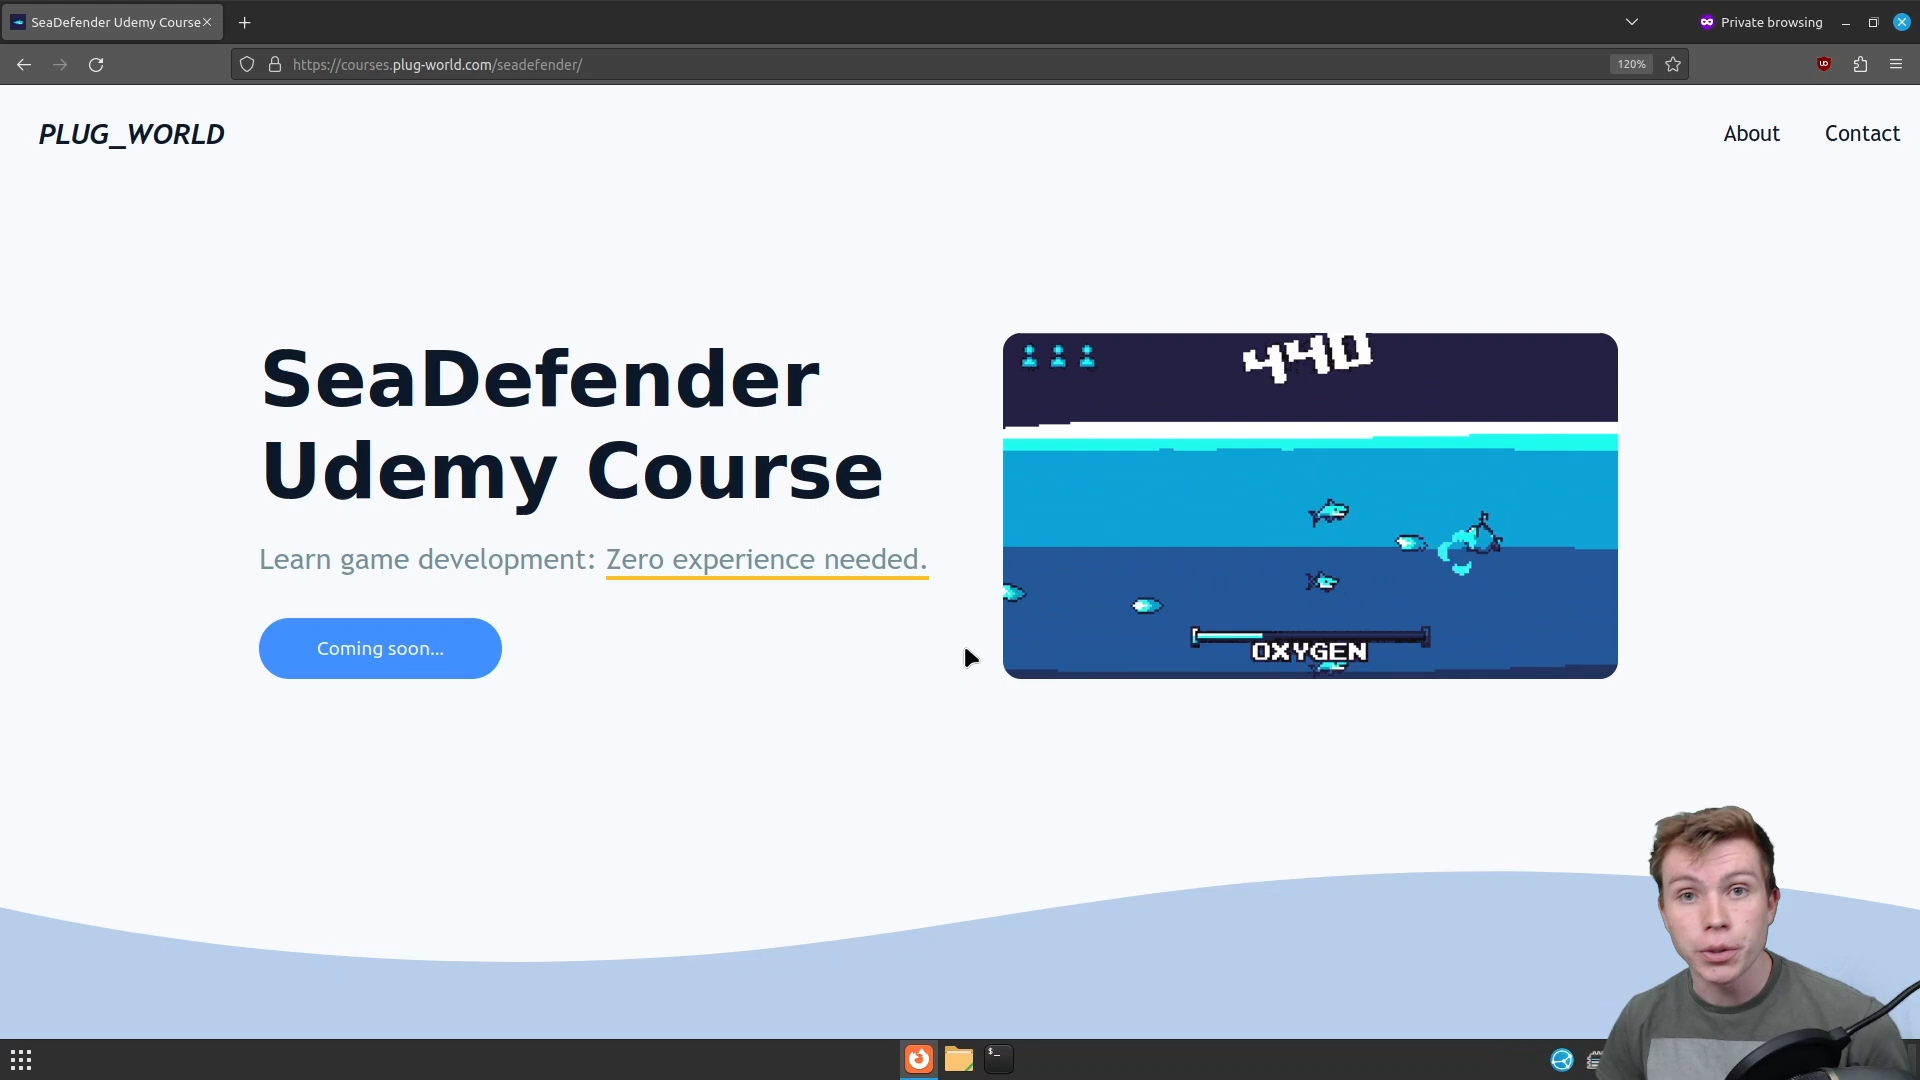 SeaDefender Udemy Course
Private browsing
https://courses.plug-world.com/seadefender/
120%
PLUG_WORLD
About
Contact
SeaDefender
Udemy Course
Learn game development: Zero experience needed.
Coming soon...
440
OXYGEN